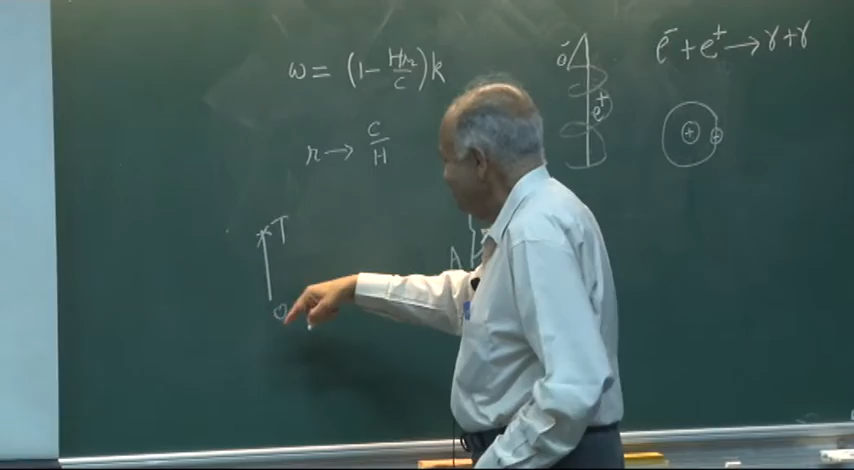 ω = (1 - Hr/c) k
r → c/H
T
O
A
e⁻
e⁺
e⁻ + e⁺ → γ + γ
+
+